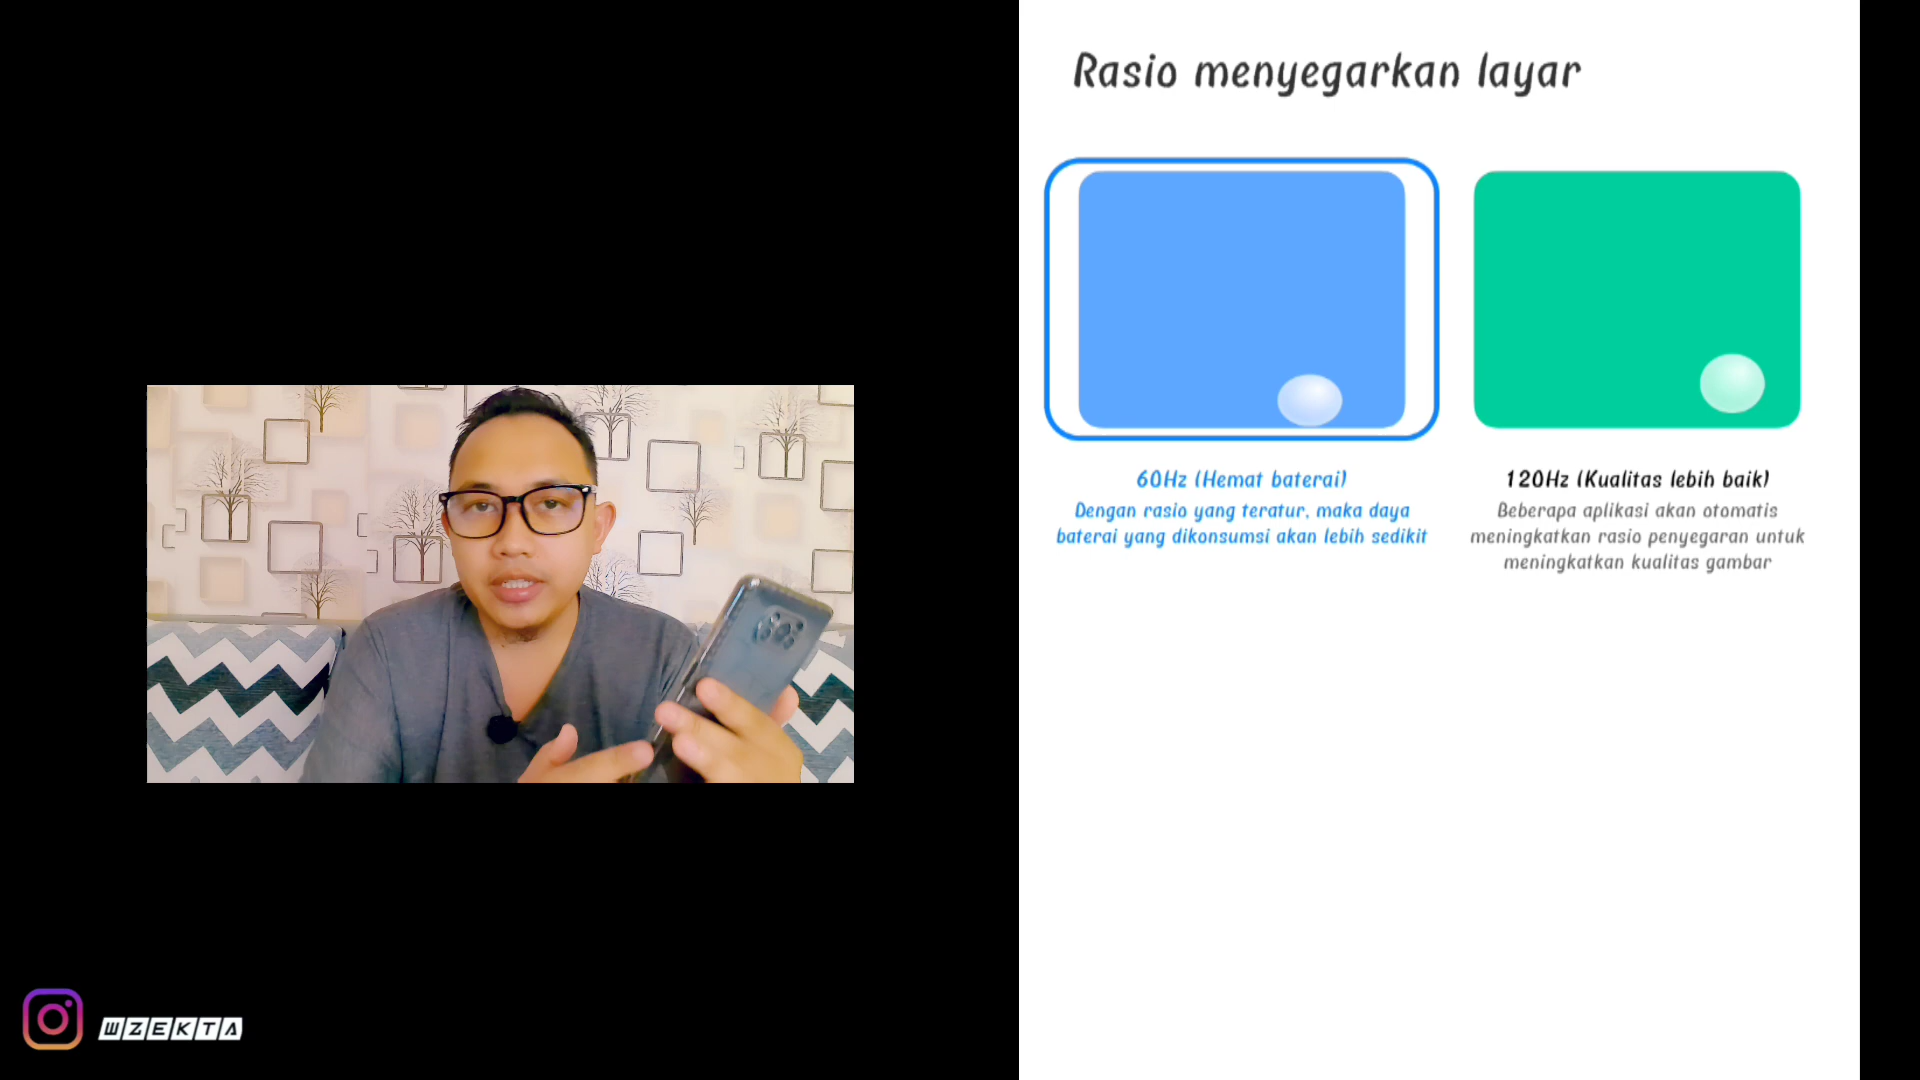 Rasio menyegarkan layar
60Hz (Hemat baterai)
Dengan rasio yang teratur, maka daya
baterai yang dikonsumsi akan lebih sedikit
120Hz (Kualitas lebih baik)
Beberapa aplikasi akan otomatis
meningkatkan rasio penyegaran untuk
meningkatkan kualitas gambar
WZEKTA